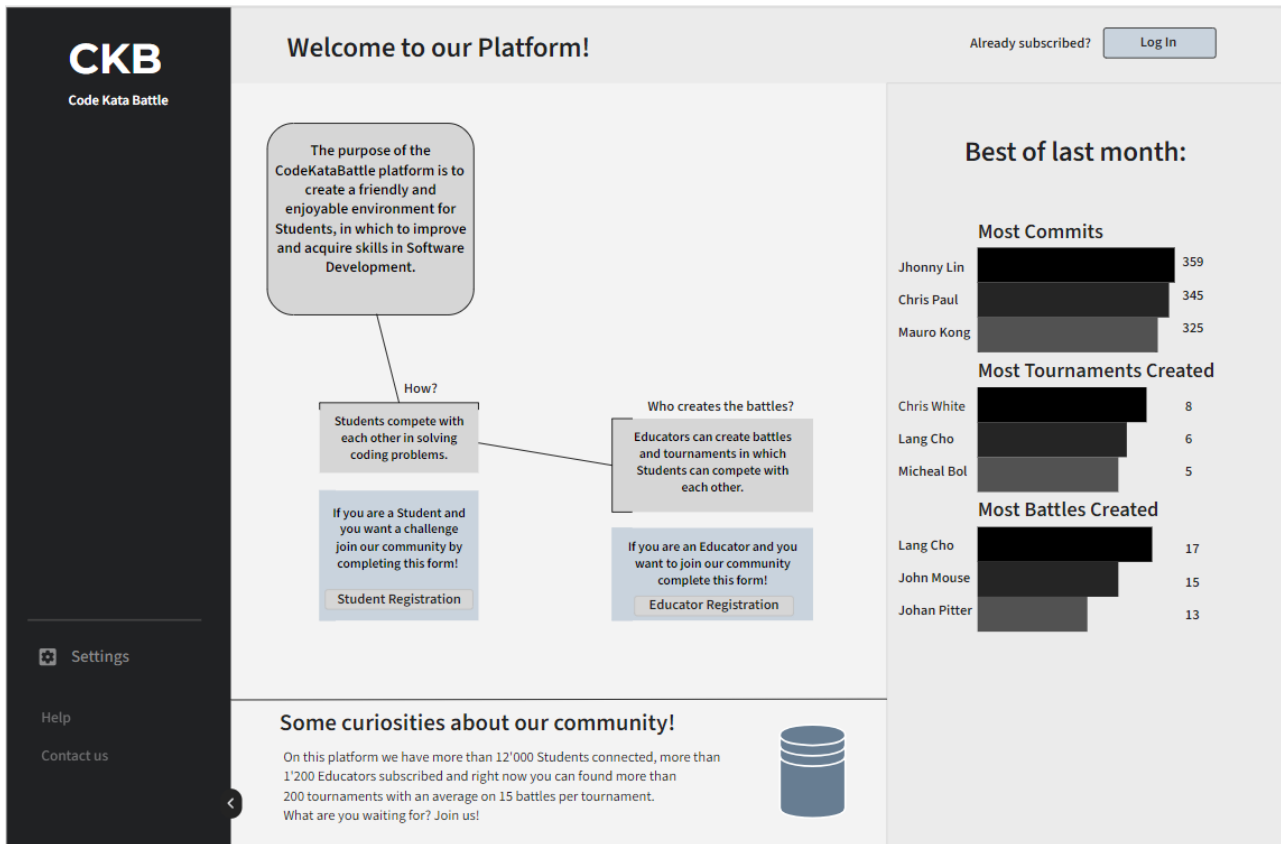 CKB
Code Kata Battle
Settings
Help
Contact us
Welcome to our Platform!
Already subscribed?
Log In
The purpose of the
CodeKataBattle platform is to
create a friendly and
enjoyable environment for
Students, in which to improve
and acquire skills in Software
Development.
How?
Students compete with
each other in solving
coding problems.
If you are a Student and
you want a challenge
join our community by
completing this form!
Student Registration
Who creates the battles?
Educators can create battles
and tournaments in which
Students can compete with
each other.
If you are an Educator and you
want to join our community
complete this form!
Educator Registration
Some curiosities about our community!
On this platform we have more than 12'000 Students connected, more than
1'200 Educators subscribed and right now you can found more than
200 tournaments with an average on 15 battles per tournament.
What are you waiting for? Join us!
Best of last month:
Most Commits
Jhonny Lin 359
Chris Paul 345
Mauro Kong 325
Most Tournaments Created
Chris White 8
Lang Cho 6
Micheal Bol 5
Most Battles Created
Lang Cho 17
John Mouse 15
Johan Pitter 13